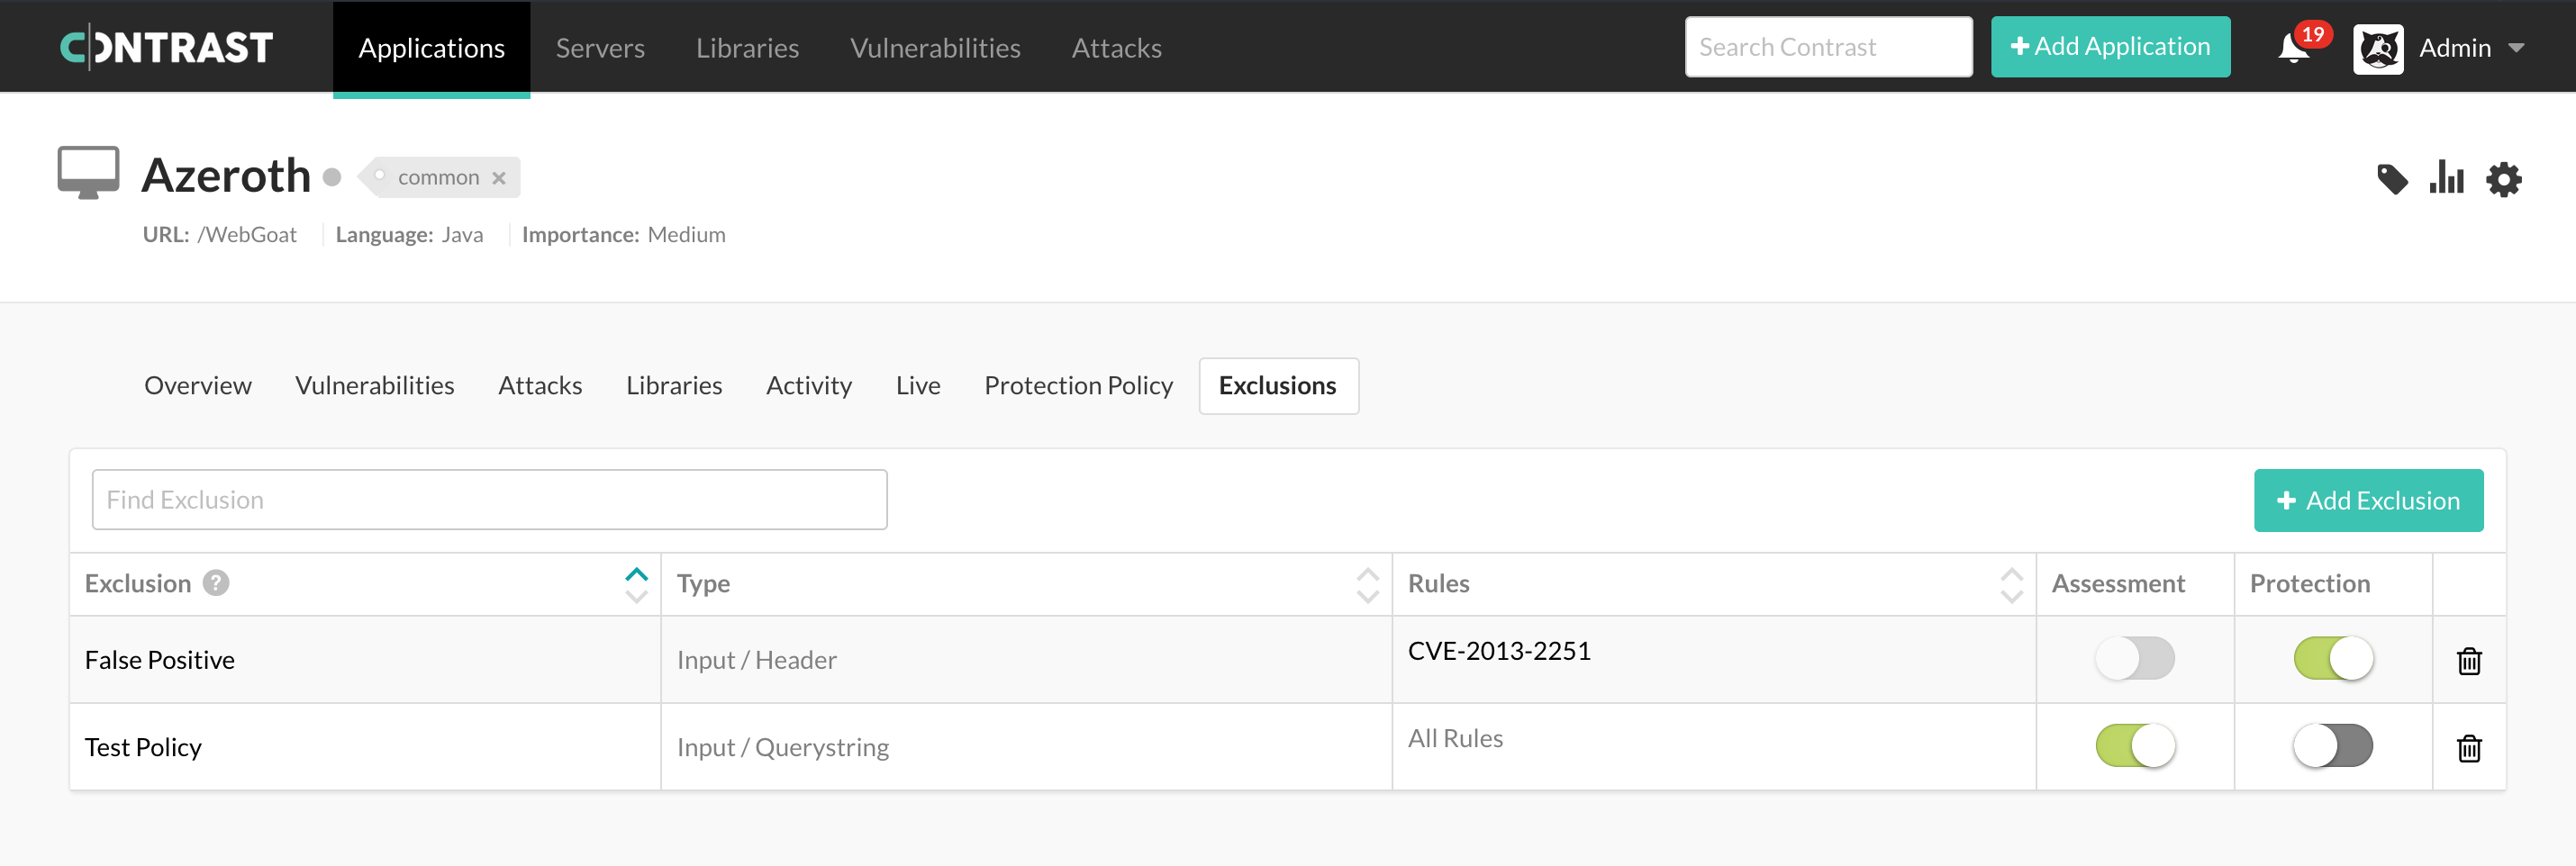 CONTRAST Applications Servers Libraries Vulnerabilities Attacks Search Contrast + Add Application 19 Admin
Azeroth common ×
URL: /WebGoat Language: Java Importance: Medium
Overview Vulnerabilities Attacks Libraries Activity Live Protection Policy Exclusions
Find Exclusion + Add Exclusion
Exclusion ? Type Rules Assessment Protection
False Positive Input / Header CVE-2013-2251
Test Policy Input / Querystring All Rules